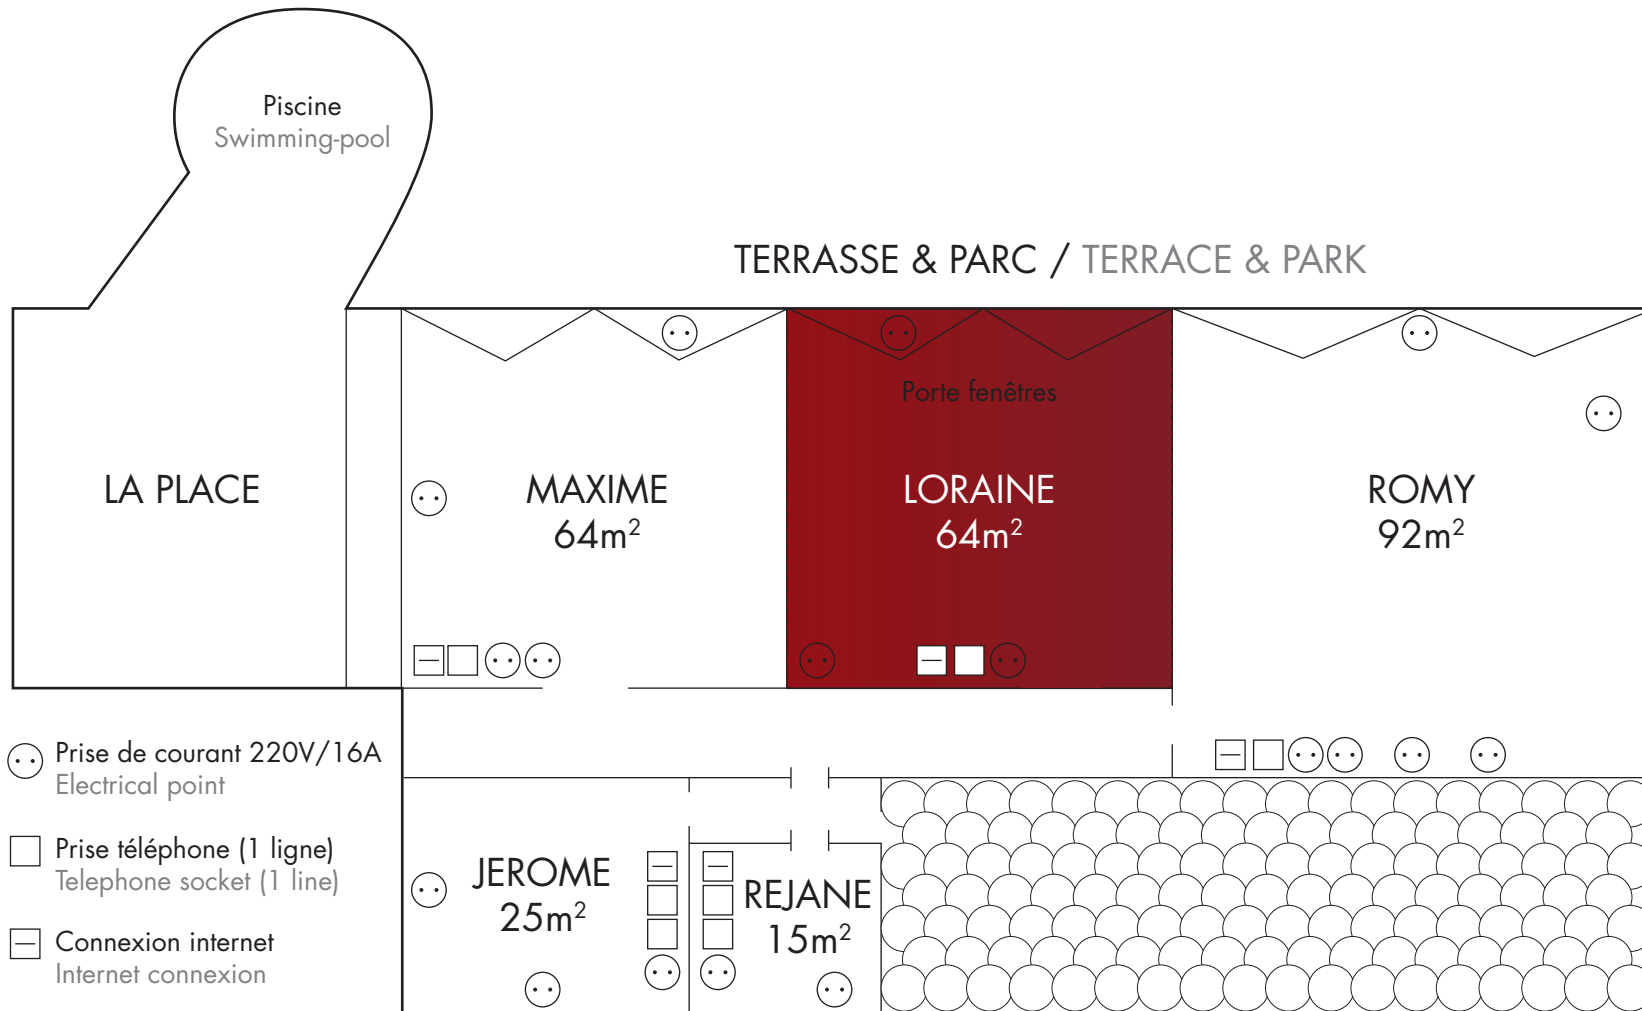 Piscine
Swimming-pool
TERRASSE & PARC / TERRACE & PARK
Porte fenêtres
LA PLACE
MAXIME
64m²
LORAINE
64m²
ROMY
92m²
Prise de courant 220V/16A
Electrical point
Prise téléphone (1 ligne)
Telephone socket (1 line)
Connexion internet
Internet connexion
JEROME
25m²
REJANE
15m²